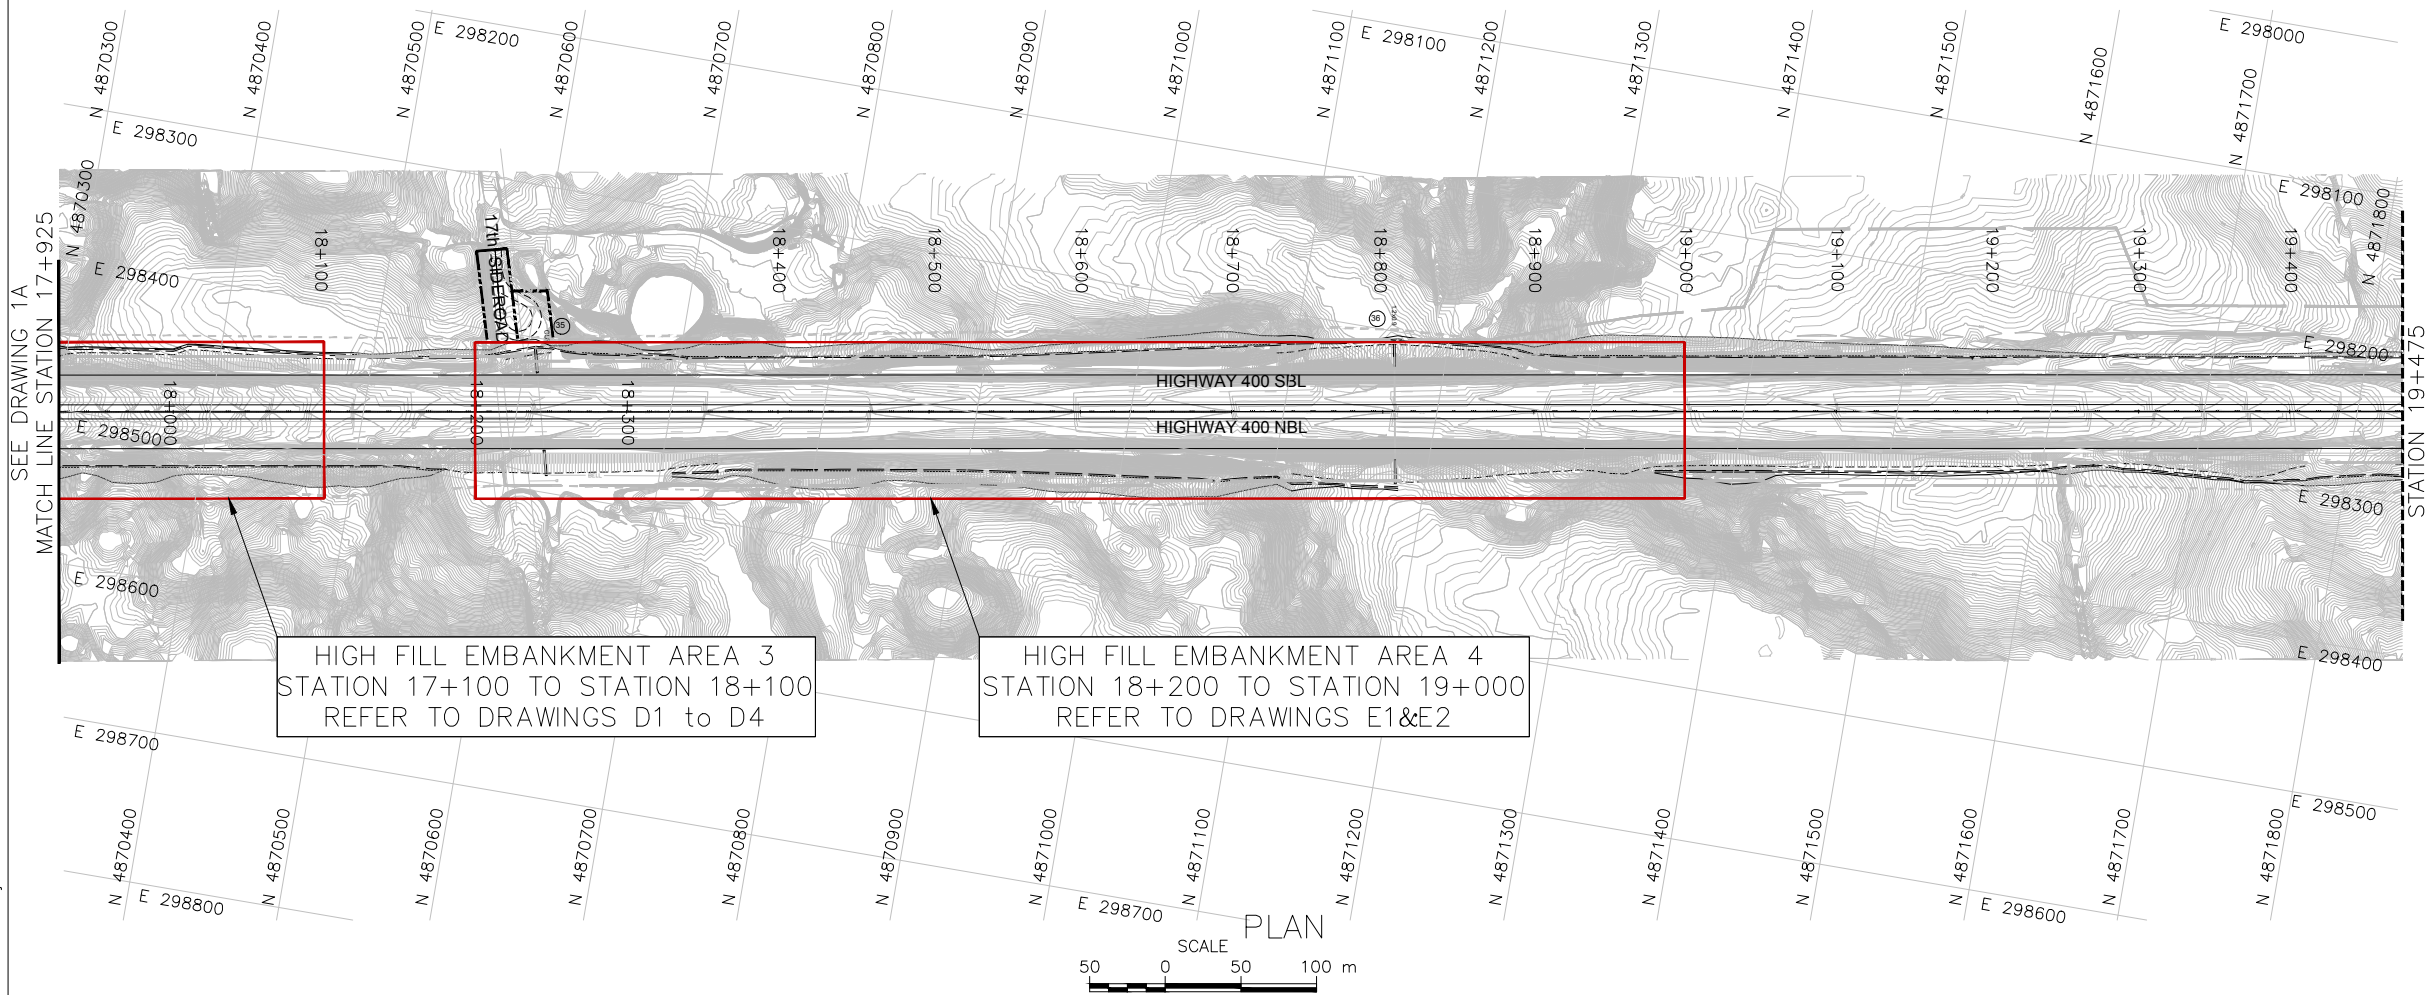 N 4870300
N 4870400
N 4870500
E 298200
N 4870600
N 4870700
N 4870800
N 4870900
N 4871000
N 4871100
E 298100
N 4871200
N 4871300
N 4871400
N 4871500
N 4871600
E 298000
N 4871700
E 298300
N 4870300
E 298100
N 4871800
SEE DRAWING 1A
MATCH LINE STATION 17+925
E 298400
18+100
17th SIDEROAD
35
18+400
18+500
18+600
18+700
18+800
36
18+900
19+000
19+100
19+200
19+300
19+400
E 298200
STATION 19+475
18+000
18+200
18+300
HIGHWAY 400 SBL
HIGHWAY 400 NBL
E 298500
E 298300
E 298600
HIGH FILL EMBANKMENT AREA 3
STATION 17+100 TO STATION 18+100
REFER TO DRAWINGS D1 to D4
HIGH FILL EMBANKMENT AREA 4
STATION 18+200 TO STATION 19+000
REFER TO DRAWINGS E1&E2
E 298400
E 298700
E 298500
N 4870400
N 4870500
N 4870600
N 4870700
N 4870800
N 4870900
N 4871000
N 4871100
N 4871200
N 4871300
N 4871400
N 4871500
N 4871600
N 4871700
N 4871800
E 298800
E 298700
E 298600
PLAN
SCALE
50 0 50 100 m